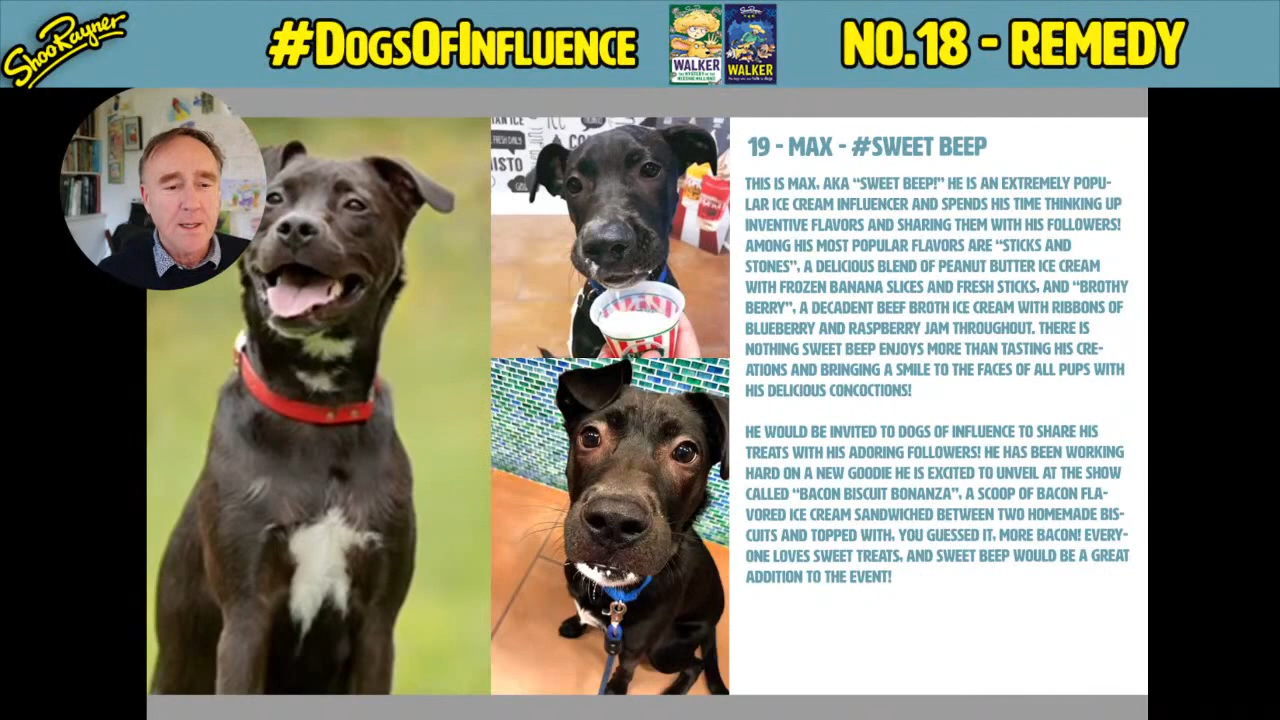 ShooRayner
#DogsOfInfluence
WALKER
WALKER
NO.18 - REMEDY
FRESH DAILY
19 - MAX - #SWEET BEEP
THIS IS MAX, AKA “SWEET BEEP!” HE IS AN EXTREMELY POPU-
LAR ICE CREAM INFLUENCER AND SPENDS HIS TIME THINKING UP
INVENTIVE FLAVORS AND SHARING THEM WITH HIS FOLLOWERS!
AMONG HIS MOST POPULAR FLAVORS ARE “STICKS AND
STONES”, A DELICIOUS BLEND OF PEANUT BUTTER ICE CREAM
WITH FROZEN BANANA SLICES AND FRESH STICKS, AND “BROTHY
BERRY”, A DECADENT BEEF BROTH ICE CREAM WITH RIBBONS OF
BLUEBERRY AND RASPBERRY JAM THROUGHOUT. THERE IS
NOTHING SWEET BEEP ENJOYS MORE THAN TASTING HIS CRE-
ATIONS AND BRINGING A SMILE TO THE FACES OF ALL PUPS WITH
HIS DELICIOUS CONCOCTIONS!
HE WOULD BE INVITED TO DOGS OF INFLUENCE TO SHARE HIS
TREATS WITH HIS ADORING FOLLOWERS! HE HAS BEEN WORKING
HARD ON A NEW GOODIE HE IS EXCITED TO UNVEIL AT THE SHOW
CALLED “BACON BISCUIT BONANZA”, A SCOOP OF BACON FLA-
VORED ICE CREAM SANDWICHED BETWEEN TWO HOMEMADE BIS-
CUITS AND TOPPED WITH, YOU GUESSED IT, MORE BACON! EVERY-
ONE LOVES SWEET TREATS, AND SWEET BEEP WOULD BE A GREAT
ADDITION TO THE EVENT!